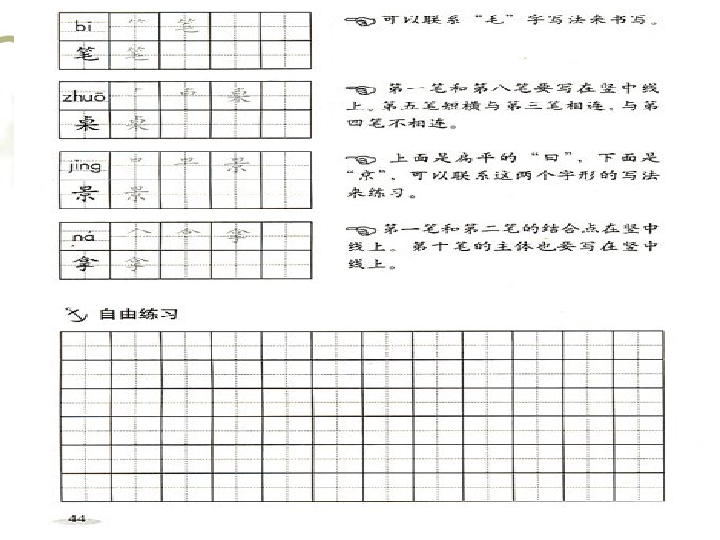 bǐ 笔
笔 笔
可以联系“毛”字写法来书写。
zhuō 桌
桌 桌
第一笔和第八笔要写在竖中线
上。第五笔短横与第三笔相连，与第
四笔不相连。
jǐng 景
景 景
上面是扁平的“日”，下面是
“京”，可以联系这两个字形的写法
来练习。
ná 拿
拿 拿
第一笔和第二笔的结合点在竖中
线上。第十笔的主体也要写在竖中
线上。
自由练习
44